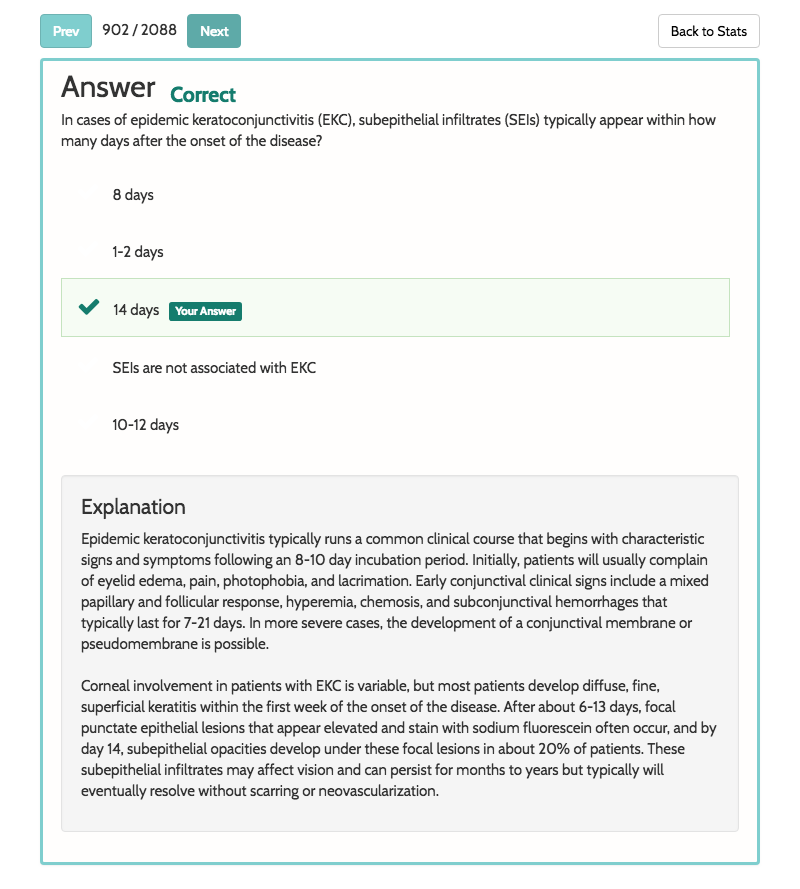 Prev 902 / 2088 Next Back to Stats
Answer Correct
In cases of epidemic keratoconjunctivitis (EKC), subepithelial infiltrates (SEIs) typically appear within how
many days after the onset of the disease?
8 days
1-2 days
14 days Your Answer
SEIs are not associated with EKC
10-12 days
Explanation
Epidemic keratoconjunctivitis typically runs a common clinical course that begins with characteristic
signs and symptoms following an 8-10 day incubation period. Initially, patients will usually complain
of eyelid edema, pain, photophobia, and lacrimation. Early conjunctival clinical signs include a mixed
papillary and follicular response, hyperemia, chemosis, and subconjunctival hemorrhages that
typically last for 7-21 days. In more severe cases, the development of a conjunctival membrane or
pseudomembrane is possible.
Corneal involvement in patients with EKC is variable, but most patients develop diffuse, fine,
superficial keratitis within the first week of the onset of the disease. After about 6-13 days, focal
punctate epithelial lesions that appear elevated and stain with sodium fluorescein often occur, and by
day 14, subepithelial opacities develop under these focal lesions in about 20% of patients. These
subepithelial infiltrates may affect vision and can persist for months to years but typically will
eventually resolve without scarring or neovascularization.